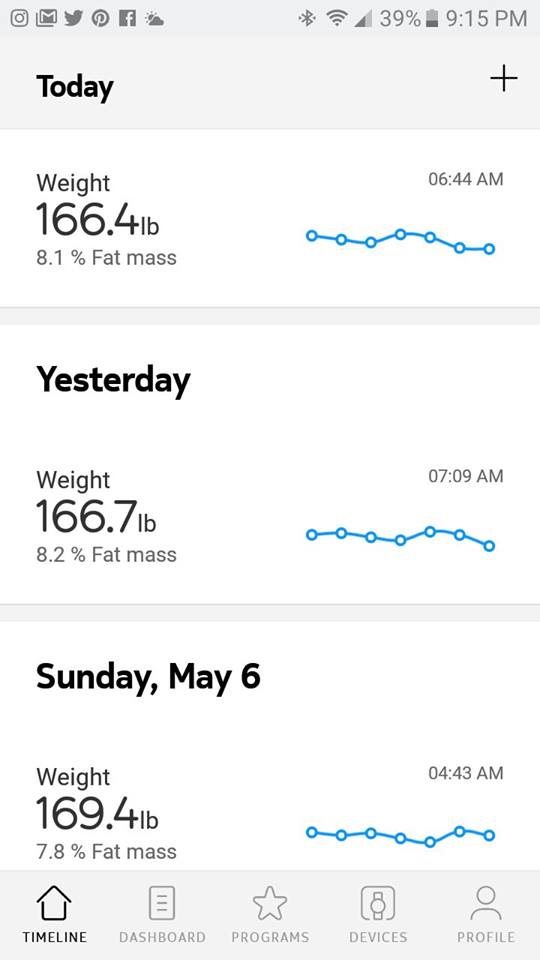 39% 9:15 PM
Today
Weight
06:44 AM
166.4lb
8.1 % Fat mass
Yesterday
Weight
07:09 AM
166.7lb
8.2 % Fat mass
Sunday, May 6
Weight
04:43 AM
169.4lb
7.8 % Fat mass
TIMELINE DASHBOARD PROGRAMS DEVICES PROFILE